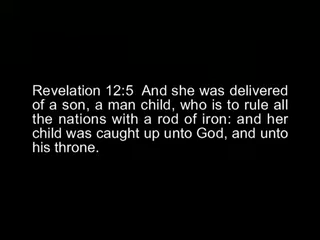 Revelation 12:5  And she was delivered
of a son, a man child, who is to rule all
the nations with a rod of iron: and her
child was caught up unto God, and unto
his throne.